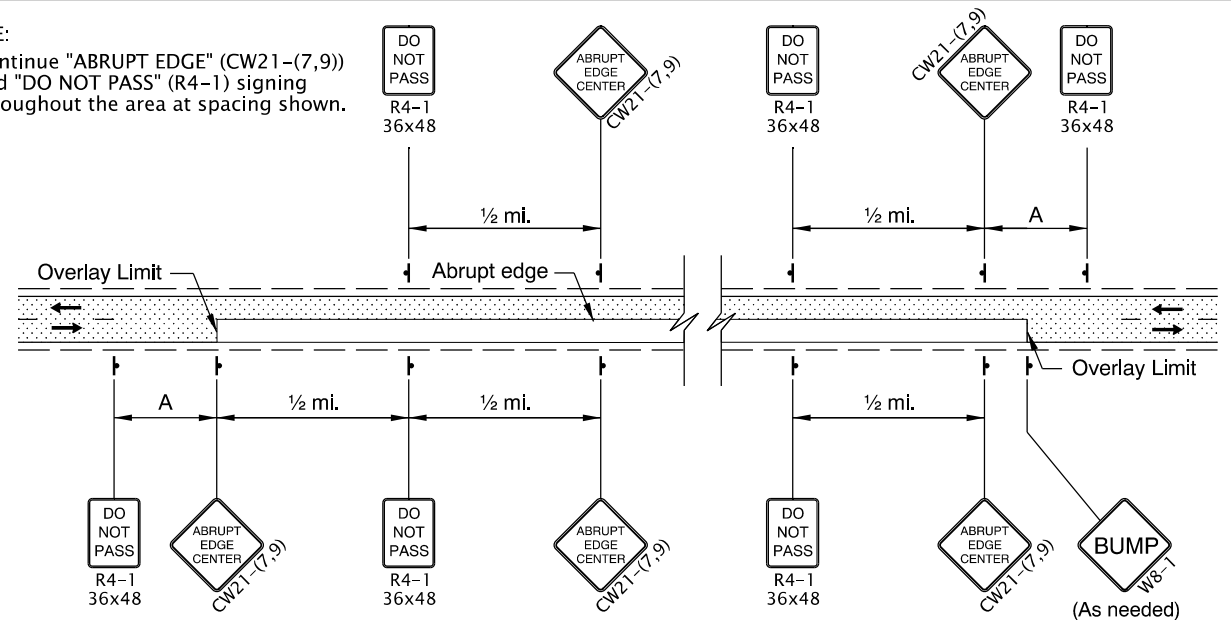 E:
ntinue "ABRUPT EDGE" (CW21-(7,9))
d "DO NOT PASS" (R4-1) signing
oughout the area at spacing shown.
DO
NOT
PASS
R4-1
36x48
ABRUPT
EDGE
CENTER
CW21-(7,9)
DO
NOT
PASS
R4-1
36x48
CW21-(7,9)
ABRUPT
EDGE
CENTER
DO
NOT
PASS
R4-1
36x48
½ mi.
½ mi.
A
Overlay Limit
Abrupt edge
Overlay Limit
A
½ mi.
½ mi.
½ mi.
DO
NOT
PASS
R4-1
36x48
ABRUPT
EDGE
CENTER
CW21-(7,9)
DO
NOT
PASS
R4-1
36x48
ABRUPT
EDGE
CENTER
CW21-(7,9)
DO
NOT
PASS
R4-1
36x48
ABRUPT
EDGE
CENTER
CW21-(7,9)
BUMP
W8-1
(As needed)